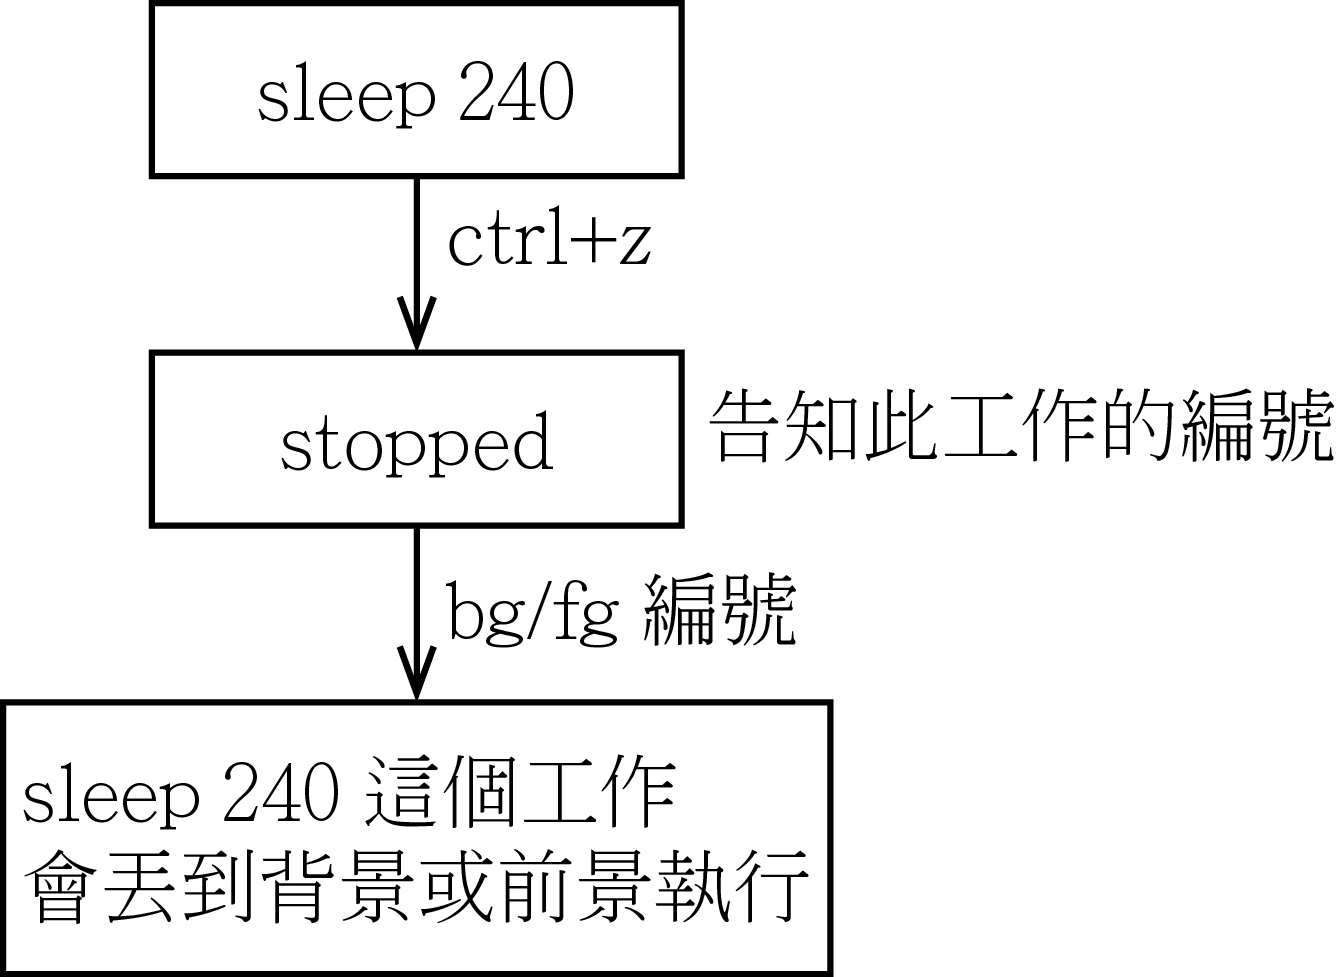 sleep 240
ctrl+z
stopped
告知此工作的編號
bg/fg 編號
sleep 240 這個工作
會丟到背景或前景執行